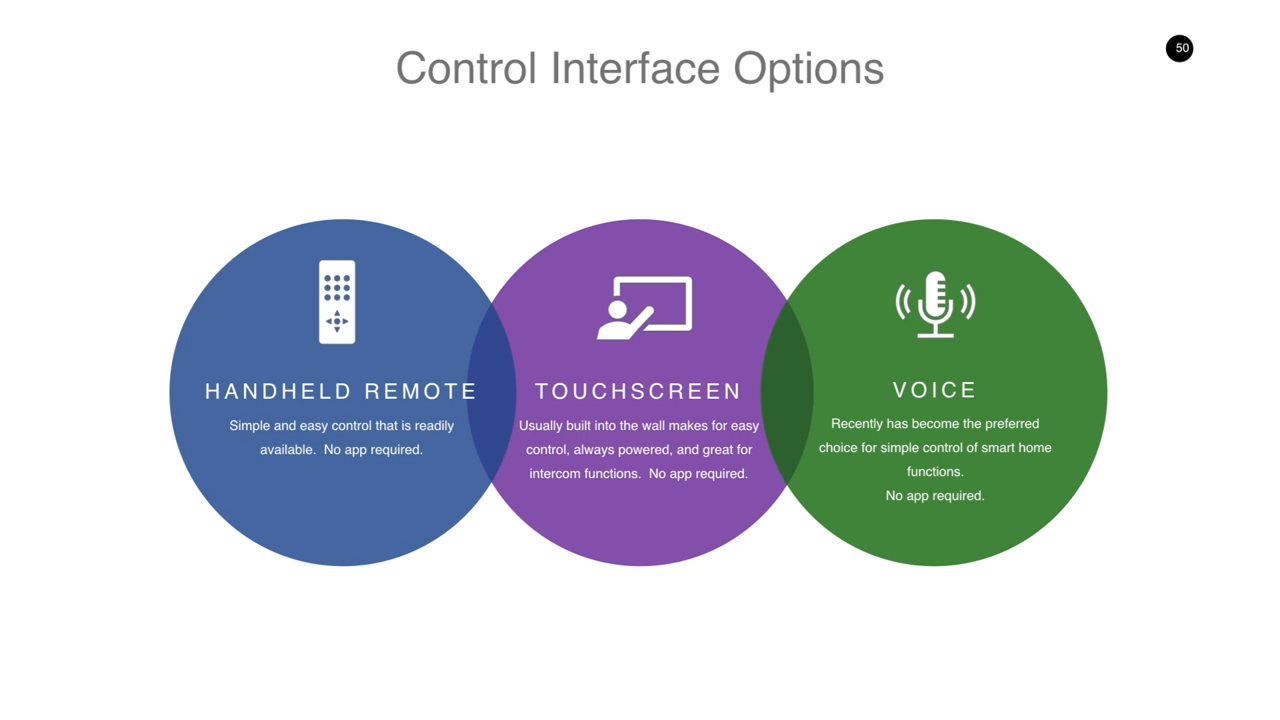 Control Interface Options
50
HANDHELD REMOTE
Simple and easy control that is readily
available.  No app required.
TOUCHSCREEN
Usually built into the wall makes for easy
control, always powered, and great for
intercom functions.  No app required.
VOICE
Recently has become the preferred
choice for simple control of smart home
functions.
No app required.